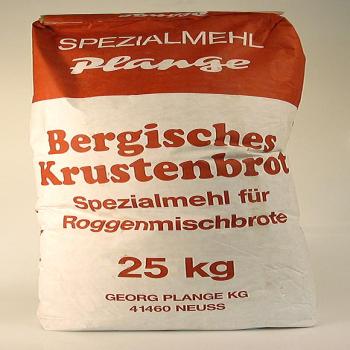 SPEZIALMEHL
Plange
Bergisches
Krustenbrot
Spezialmehl für
Roggenmischbrote
25 kg
GEORG PLANGE KG
41460 NEUSS